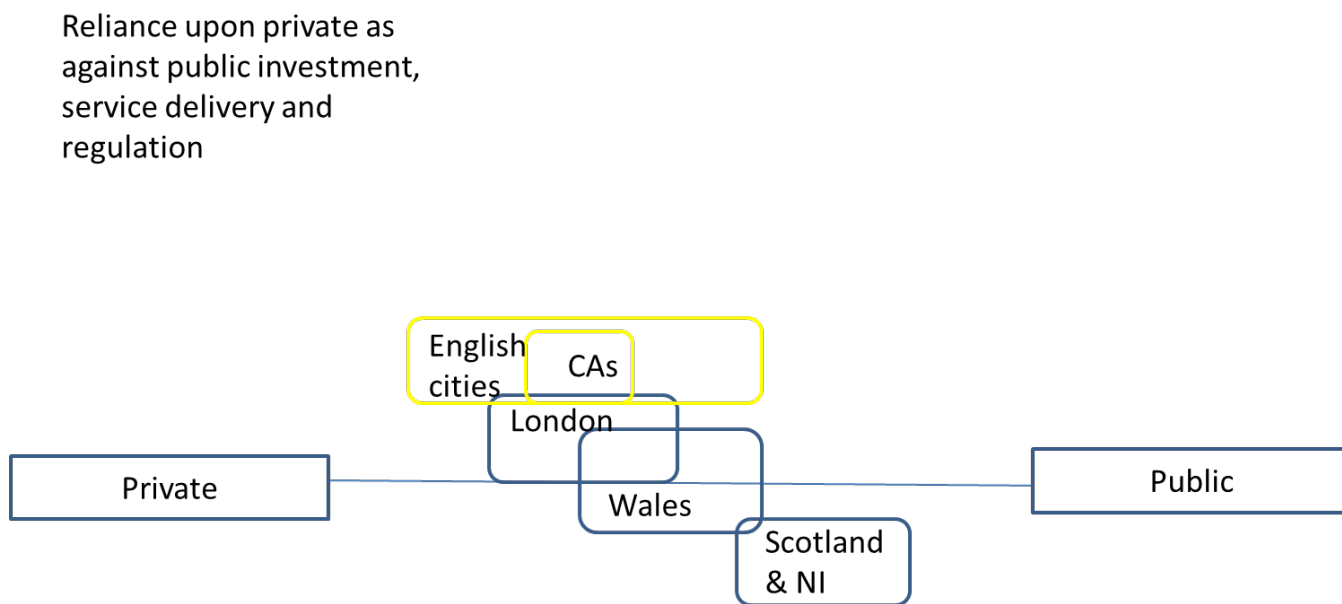 Reliance upon private as
against public investment,
service delivery and
regulation
English
cities
CAs
London
Private
Wales
Public
Scotland
& NI